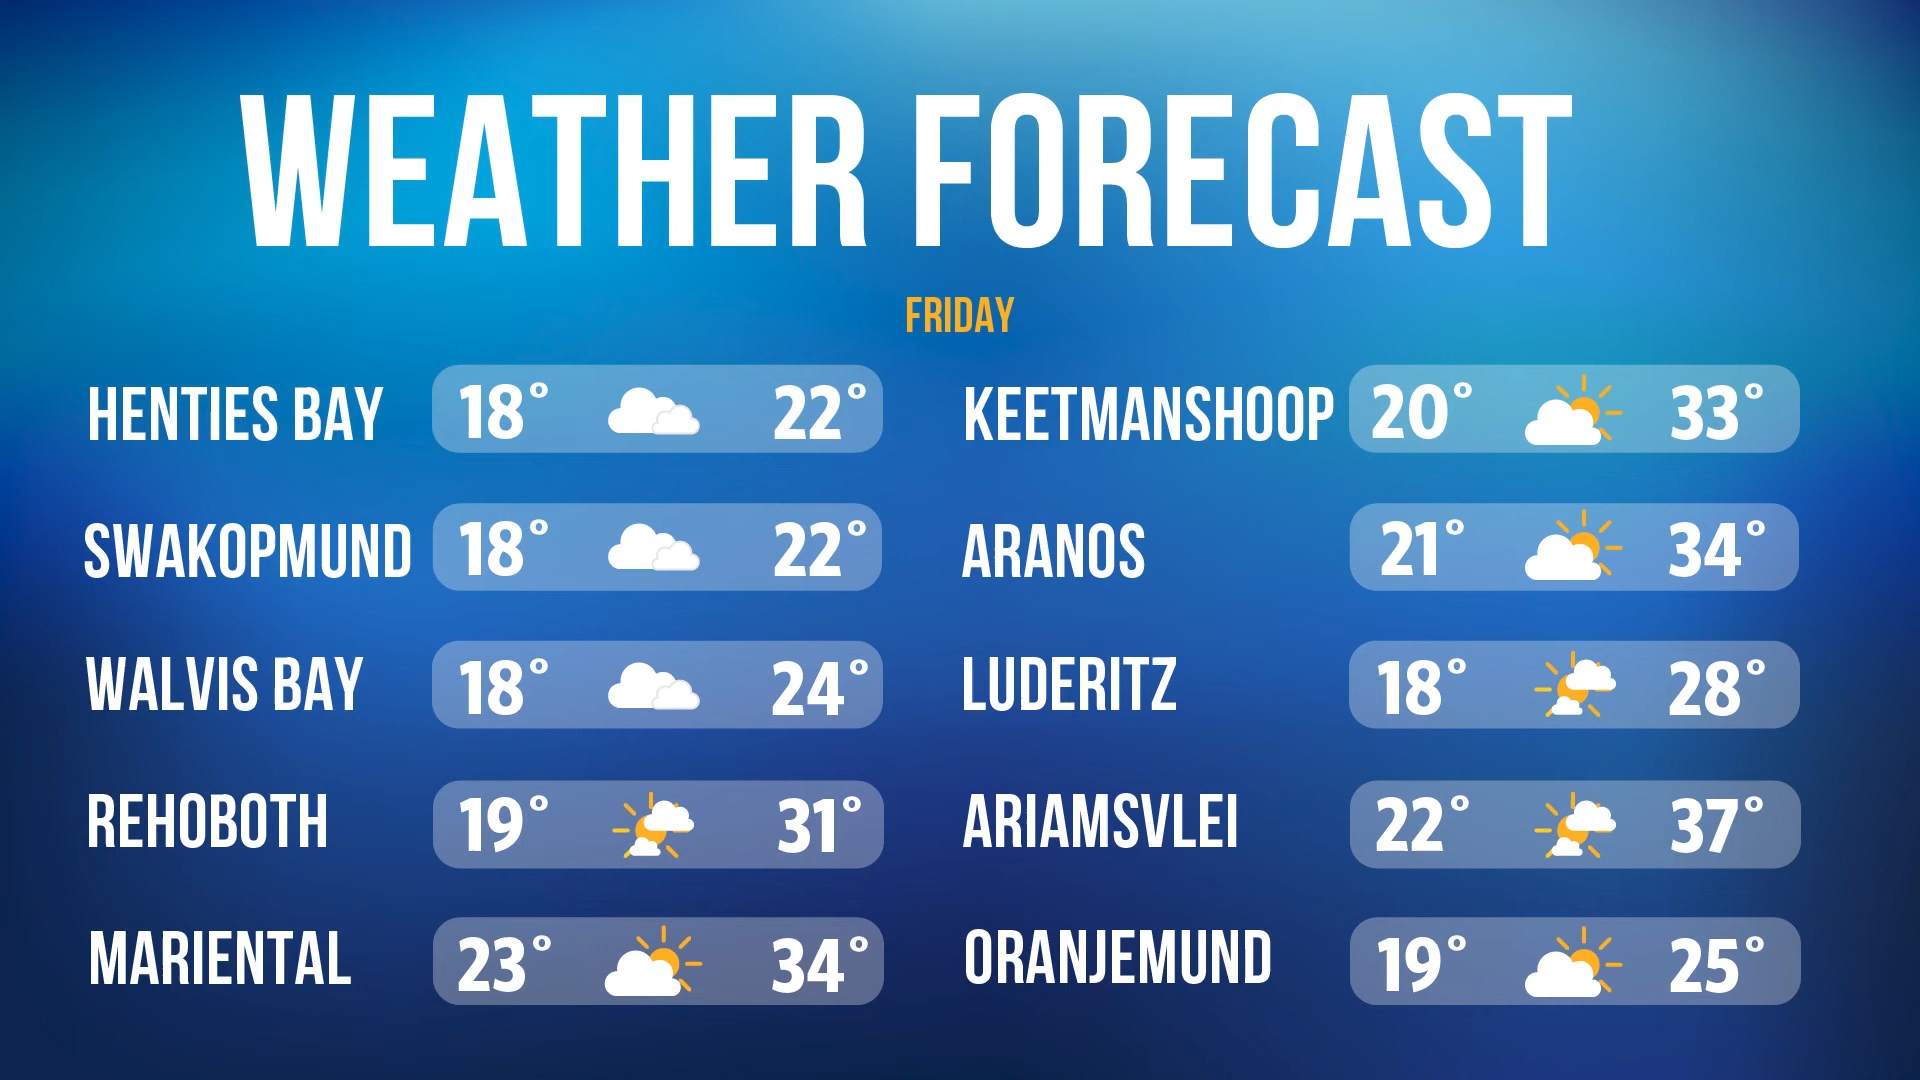 WEATHER FORECAST
FRIDAY
HENTIES BAY 18° 22°
SWAKOPMUND 18° 22°
WALVIS BAY 18° 24°
REHOBOTH 19° 31°
MARIENTAL 23° 34°
KEETMANSHOOP 20° 33°
ARANOS 21° 34°
LUDERITZ 18° 28°
ARIAMSVLEI 22° 37°
ORANJEMUND 19° 25°